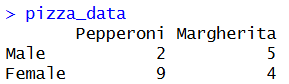 > pizza_data
       Pepperoni Margherita
Male           2          5
Female         9          4